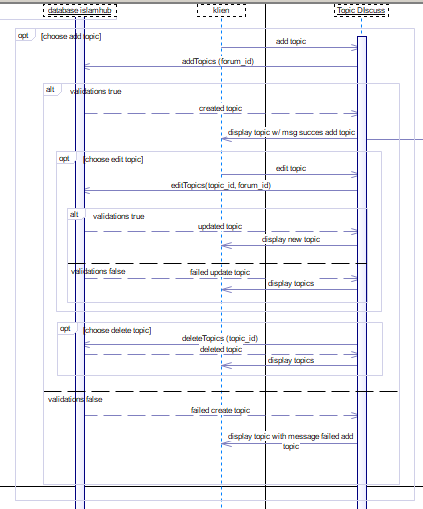 database islamhub klien Topic DIscuss
opt [choose add topic]
add topic
addTopics (forum_id)
alt validations true
created topic
display topic w/ msg succes add topic
opt [choose edit topic]
edit topic
editTopics(topic_id, forum_id)
alt validations true
updated topic
display new topic
validations false failed update topic
display topics
opt [choose delete topic]
deleteTopics (topic_id)
deleted topic
display topics
validations false
failed create topic
display topic with message failed add
topic